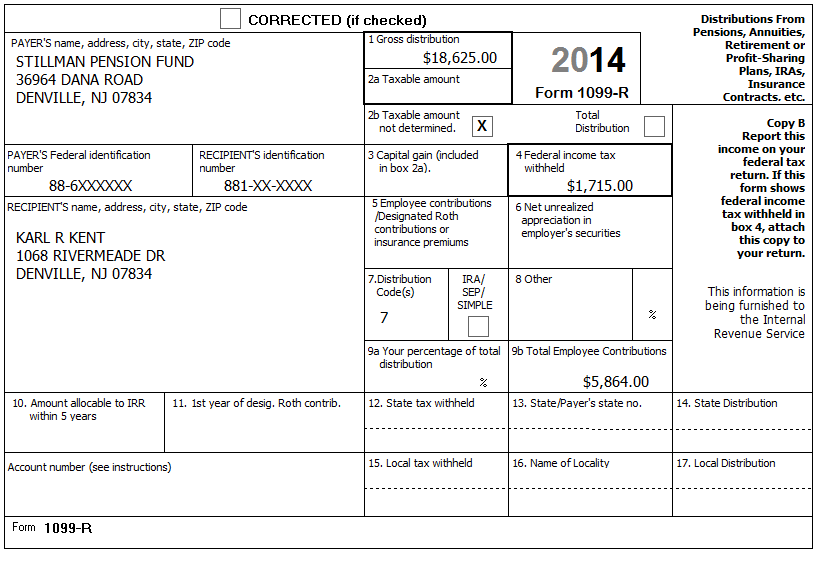 CORRECTED (if checked)
PAYER'S name, address, city, state, ZIP code
STILLMAN PENSION FUND
36964 DANA ROAD
DENVILLE, NJ 07834
1 Gross distribution
$18,625.00
2a Taxable amount
2014
Form 1099-R
Distributions From
Pensions, Annuities,
Retirement or
Profit-Sharing
Plans, IRAs,
Insurance
Contracts. etc.
2b Taxable amount
not determined.
X
Total
Distribution
Copy B
Report this
income on your
federal tax
return. If this
form shows
federal income
tax withheld in
box 4, attach
this copy to
your return.
This information is
being furnished to
the Internal
Revenue Service
PAYER'S Federal identification
number
88-6XXXXXX
RECIPIENT'S identification
number
881-XX-XXXX
3 Capital gain (included
in box 2a).
4 Federal income tax
withheld
$1,715.00
RECIPIENT'S name, address, city, state, ZIP code
KARL R KENT
1068 RIVERMEADE DR
DENVILLE, NJ 07834
5 Employee contributions
/Designated Roth
contributions or
insurance premiums
6 Net unrealized
appreciation in
employer's securities
7.Distribution
Code(s)
7
IRA/
SEP/
SIMPLE
8 Other
%
9a Your percentage of total
distribution
%
9b Total Employee Contributions
$5,864.00
10. Amount allocable to IRR
within 5 years
11. 1st year of desig. Roth contrib.
12. State tax withheld
13. State/Payer's state no.
14. State Distribution
Account number (see instructions)
15. Local tax withheld
16. Name of Locality
17. Local Distribution
Form 1099-R